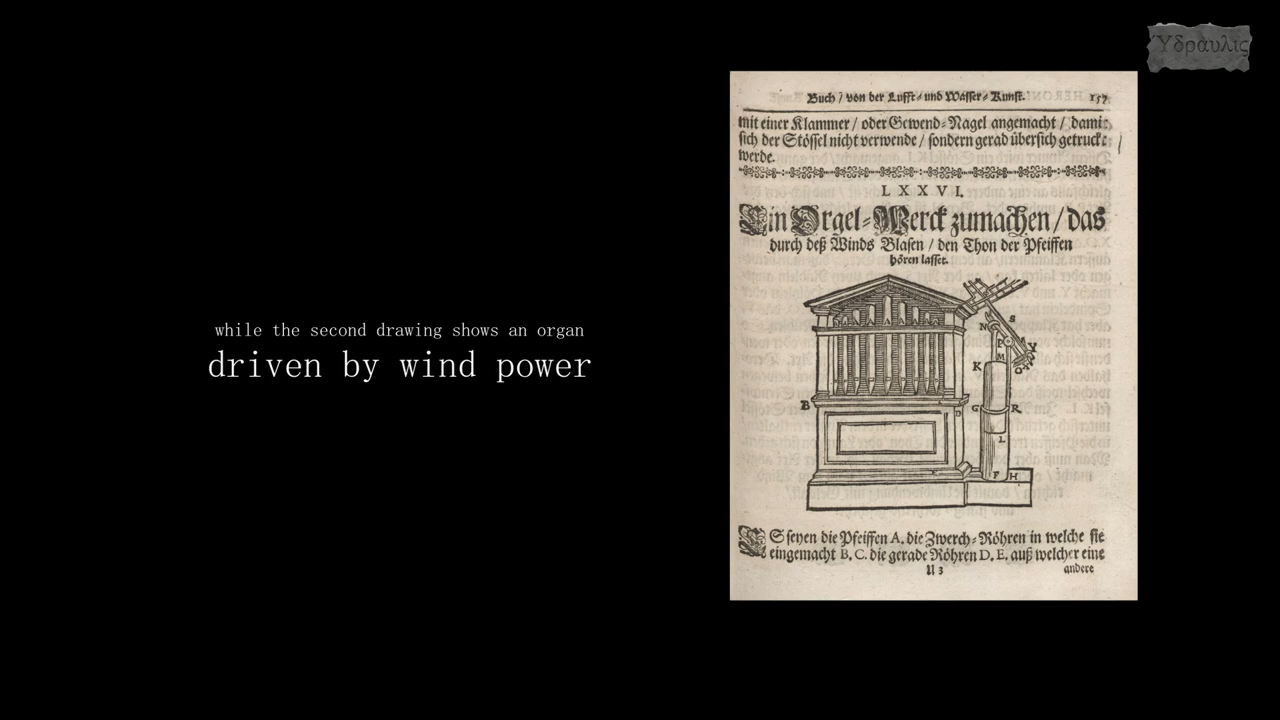 Ὕδραυλις
while the second drawing shows an organ
driven by wind power
Buch / von der Lufft- und Wasser-Kunst. 157
mit einer Klammer / oder Gewend-Nagel angemacht / dami
sich der Stössel nicht verwende / sondern gerad übersich getruck
werde.
LXXVI.
Ein Orgel-Werck zumachen / das
durch deß Winds Blasen / den Thon der Pfeiffen
hören lasset.
S
N
P
M
K
B
G R
D
L
F H
ES seyen die Pfeiffen A. die Zwerch-Röhren in welche sie
eingemacht B. C. die gerade Röhren D. E. auß welcher eine
U 3 andere